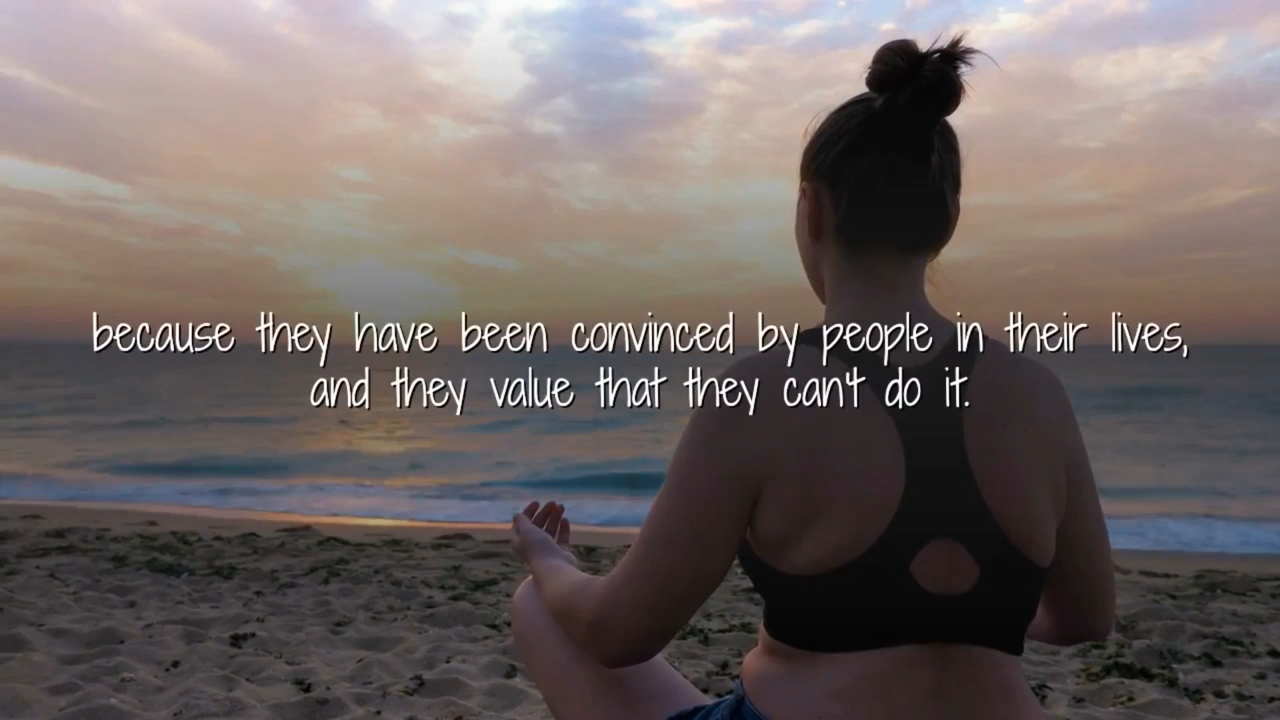 because they have been convinced by people in their lives,
and they value that they can't do it.